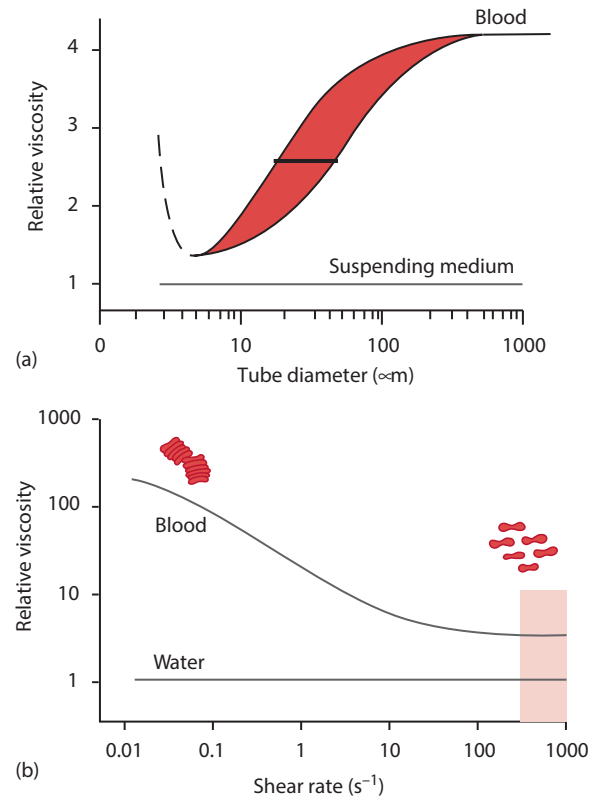 Blood
4
3
2
1
Relative viscosity
Suspending medium
0 10 100 1000
(a)
Tube diameter (∝m)
1000
100
10
1
Relative viscosity
Blood
Water
0.01 0.1 1 10 100 1000
(b)
Shear rate (s⁻¹)